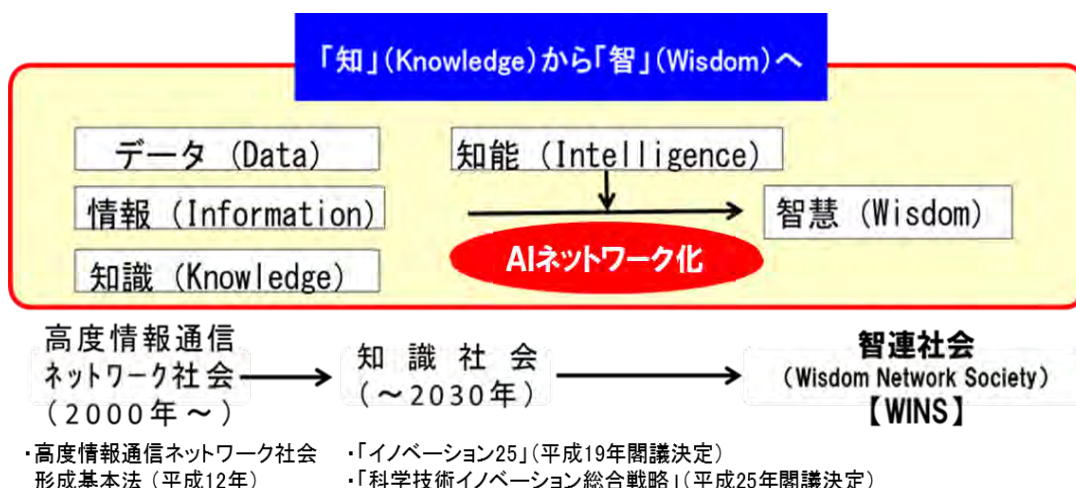 「知」(Knowledge)から「智」(Wisdom)へ
データ (Data)
知能 (Intelligence)
情報 (Information)
智慧 (Wisdom)
AIネットワーク化
知識 (Knowledge)
高度情報通信
ネットワーク社会
(2000年~)
知識社会
(~2030年)
智連社会
(Wisdom Network Society)
【WINS】
・高度情報通信ネットワーク社会
形成基本法 (平成12年)
・「イノベーション25」(平成19年閣議決定)
・「科学技術イノベーション総合戦略」(平成25年閣議決定)